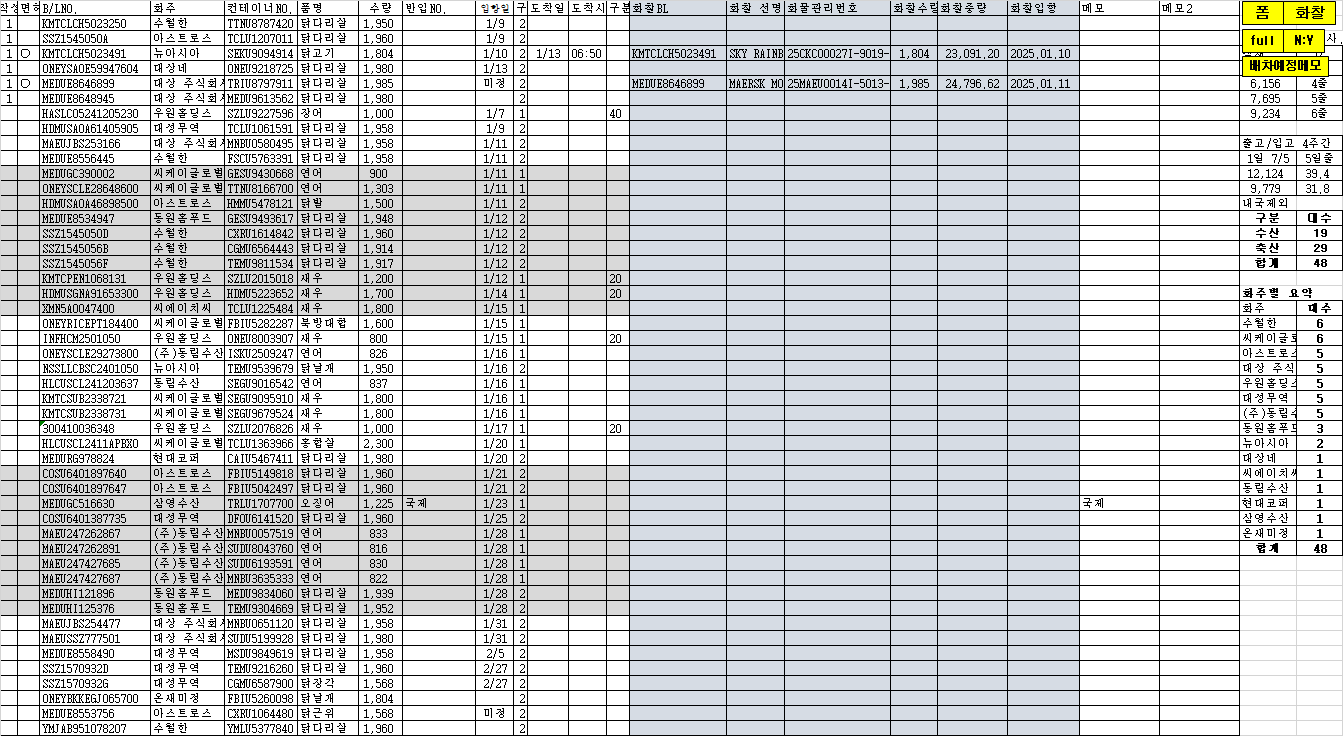 작성 면허 B/LNO. 화주 컨테이너NO. 품명 수량 반입NO. 입항일 구 도착일 도착시 구분 화찰BL 화찰 선명 화물관리번호 화찰수량 화찰중량 화찰입항 메모 메모2 폼 화찰
1 KMTCLCH5023250 수월한 TTNU8787420 닭다리살 1,950 1/9 2
1 SSZ1545050A 아스트로스 TCLU1207011 닭다리살 1,960 1/9 2 full N:Y 사.
1 O KMTCLCH5023491 뉴아시아 SEKU9094914 닭고기 1,804 1/10 2 1/13 06:50 KMTCLCH5023491 SKY RAINB 25CKC00027I-9019- 1,804 23,091.20 2025.01.10
1 ONEYSAOE59947604 대상네 ONEU9218725 닭다리살 1,980 1/13 2 배차예정메모
1 O MEDUE8646899 대상 주식회사 TRIU8797911 닭다리살 1,985 미정 2 MEDUE8646899 MAERSK MO 25MAEU0014I-5013- 1,985 24,796.62 2025.01.11 6,156 4줄
1 MEDUE8648945 대상 주식회사 MEDU9613562 닭다리살 1,980 2 7,695 5줄
HASLC05241205230 우원홀딩스 SZLU9227596 장어 1,000 1/7 1 40 9,234 6줄
HDMUSAOA61405905 대성무역 TCLU1061591 닭다리살 1,958 1/9 2
MAEUJBS253166 대상 주식회사 MNBU0580495 닭다리살 1,958 1/11 2 출고/입고 4주간
MEDUE8556445 수월한 FSCU5763391 닭다리살 1,958 1/11 2 1일 7/5 5일줄
MEDUGC390002 씨케이글로벌 GESU9430668 연어 900 1/11 1 12,124 39.4
ONEYSCLE28648600 씨케이글로벌 TTNU8166700 연어 1,303 1/11 1 9,779 31.8
HDMUSAOA46898500 아스트로스 HMMU5478121 닭발 1,500 1/11 2 내국제외
MEDUE8534947 동원홈푸드 GESU9493617 닭다리살 1,948 1/12 2 구분 대수
SSZ1545050D 수월한 CXRU1614842 닭다리살 1,960 1/12 2 수산 19
SSZ1545056B 수월한 CGMU6564443 닭다리살 1,914 1/12 2 축산 29
SSZ1545056F 수월한 TEMU9811534 닭다리살 1,917 1/12 2 합계 48
KMTCPEN1068131 우원홀딩스 SZLU2015018 새우 1,200 1/12 1 20
HDMUSGNA91653300 우원홀딩스 HDMU5223652 새우 1,700 1/14 1 20 화주별 요약
XMN5A0047400 씨에이치씨 TCLU1225484 새우 1,800 1/15 1 화주 대수
ONEYRICEPT184400 씨케이글로벌 FBIU5282287 북방대합 1,600 1/15 1 수월한 6
INFHCM2501050 우원홀딩스 ONEU8003907 새우 800 1/15 1 20 씨케이글로 6
ONEYSCLE29273800 (주)동림수산 ISKU2509247 연어 826 1/16 1 아스트로스 5
NSSLLCBSC2401050 뉴아시아 TEMU9539679 닭날개 1,950 1/16 2 대상 주식 5
HLCUSCL241203637 동림수산 SEGU9016542 연어 837 1/16 1 우원홀딩스 5
KMTCSUB2338721 씨케이글로벌 SEGU9095910 새우 1,800 1/16 1 대성무역 5
KMTCSUB2338731 씨케이글로벌 SEGU9679524 새우 1,800 1/16 1 (주)동림수 5
300410036348 우원홀딩스 SZLU2076826 새우 1,000 1/17 1 20 동원홈푸드 3
HLCUSCL2411APBX0 씨케이글로벌 TCLU1363966 홍합살 2,300 1/20 1 뉴아시아 2
MEDURG978824 현대코퍼 CAIU5467411 닭다리살 1,980 1/20 2 대상네 1
COSU6401897640 아스트로스 FBIU5149818 닭다리살 1,960 1/21 2 씨에이치씨 1
COSU6401897647 아스트로스 FBIU5042497 닭다리살 1,960 1/21 2 동림수산 1
MEDUGC516630 삼영수산 TRLU1707700 오징어 1,225 국제 1/23 1 국제 현대코퍼 1
COSU6401387735 대성무역 DFOU6141520 닭다리살 1,960 1/25 2 삼영수산 1
MAEU247262867 (주)동림수산 MNBU0057519 연어 833 1/28 1 온새미정 1
MAEU247262891 (주)동림수산 SUDU8043760 연어 816 1/28 1 합계 48
MAEU247427685 (주)동림수산 SUDU6193591 연어 830 1/28 1
MAEU247427687 (주)동림수산 MNBU3635333 연어 822 1/28 1
MEDUHI121896 동원홈푸드 MEDU9834060 닭다리살 1,939 1/28 2
MEDUHI125376 동원홈푸드 TEMU9304669 닭다리살 1,952 1/28 2
MAEUJBS254477 대상 주식회사 MNBU0651120 닭다리살 1,958 1/31 2
MAEUSSZ777501 대상 주식회사 SUDU5199928 닭다리살 1,980 1/31 2
MEDUE8558490 대성무역 MSDU9849619 닭다리살 1,958 2/5 2
SSZ1570932D 대성무역 TEMU9216260 닭다리살 1,960 2/27 2
SSZ1570932G 대성무역 CGMU6587900 닭장각 1,568 2/27 2
ONEYBKKEGJ065700 온새미정 FBIU5260098 닭날개 1,804 2
MEDUE8553756 아스트로스 CXRU1064480 닭근위 1,568 미정 2
YMJAB951078207 수월한 YMLU5377840 닭다리살 1,960 2